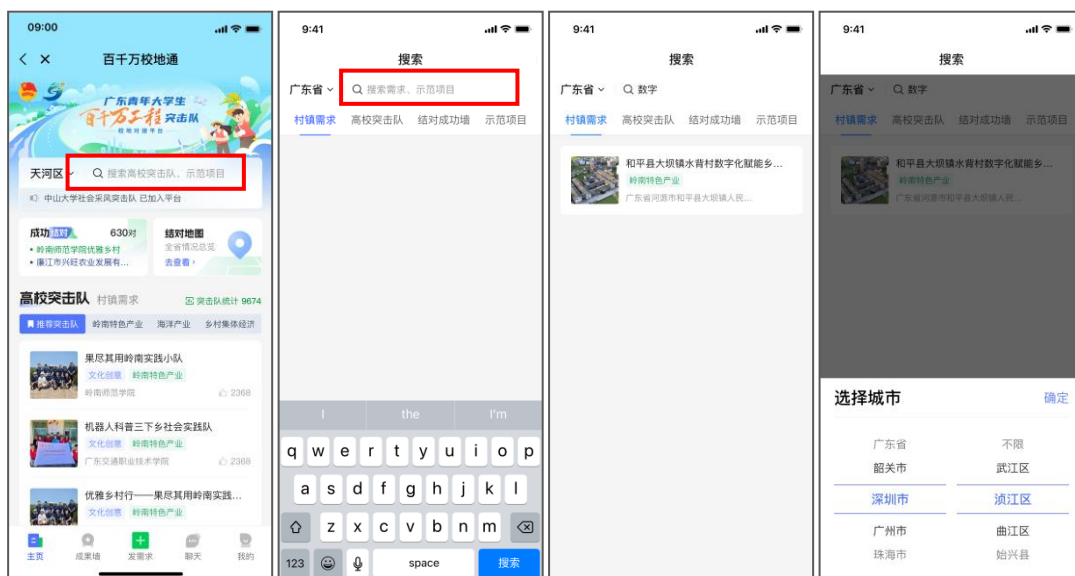 09:00
百千万校地通
广东青年大学生
百千万工程突击队
校地对接平台
天河区
搜索高校突击队、示范项目
中山大学社会采风突击队 已加入平台
成功结对 630对
• 岭南师范学院优雅乡村
• 廉江市兴旺农业发展有...
结对地图
全省情况总览
去查看
高校突击队 村镇需求 突击队统计 9674
推荐突击队 岭南特色产业 海洋产业 乡村集体经济
果尽其用岭南实践小队
文化创意 岭南特色产业
岭南师范学院 2368
机器人科普三下乡社会实践队
文化创意 岭南特色产业
广东交通职业技术学院 2368
优雅乡村行——果尽其用岭南实践...
文化创意 岭南特色产业
主页 成果墙 发需求 聊天 我的
9:41
搜索
广东省 搜索需求、示范项目
村镇需求 高校突击队 结对成功墙 示范项目
I the I'm
q w e r t y u i o p
a s d f g h j k l
z x c v b n m
123 space 搜索
9:41
搜索
广东省 数字
村镇需求 高校突击队 结对成功墙 示范项目
和平县大坝镇水背村数字化赋能乡...
岭南特色产业
广东省河源市和平县大坝镇人民...
9:41
搜索
广东省 数字
村镇需求 高校突击队 结对成功墙 示范项目
和平县大坝镇水背村数字化赋能乡...
岭南特色产业
广东省河源市和平县大坝镇人民...
选择城市 确定
广东省 不限
韶关市 武江区
深圳市 浈江区
广州市 曲江区
珠海市 始兴县